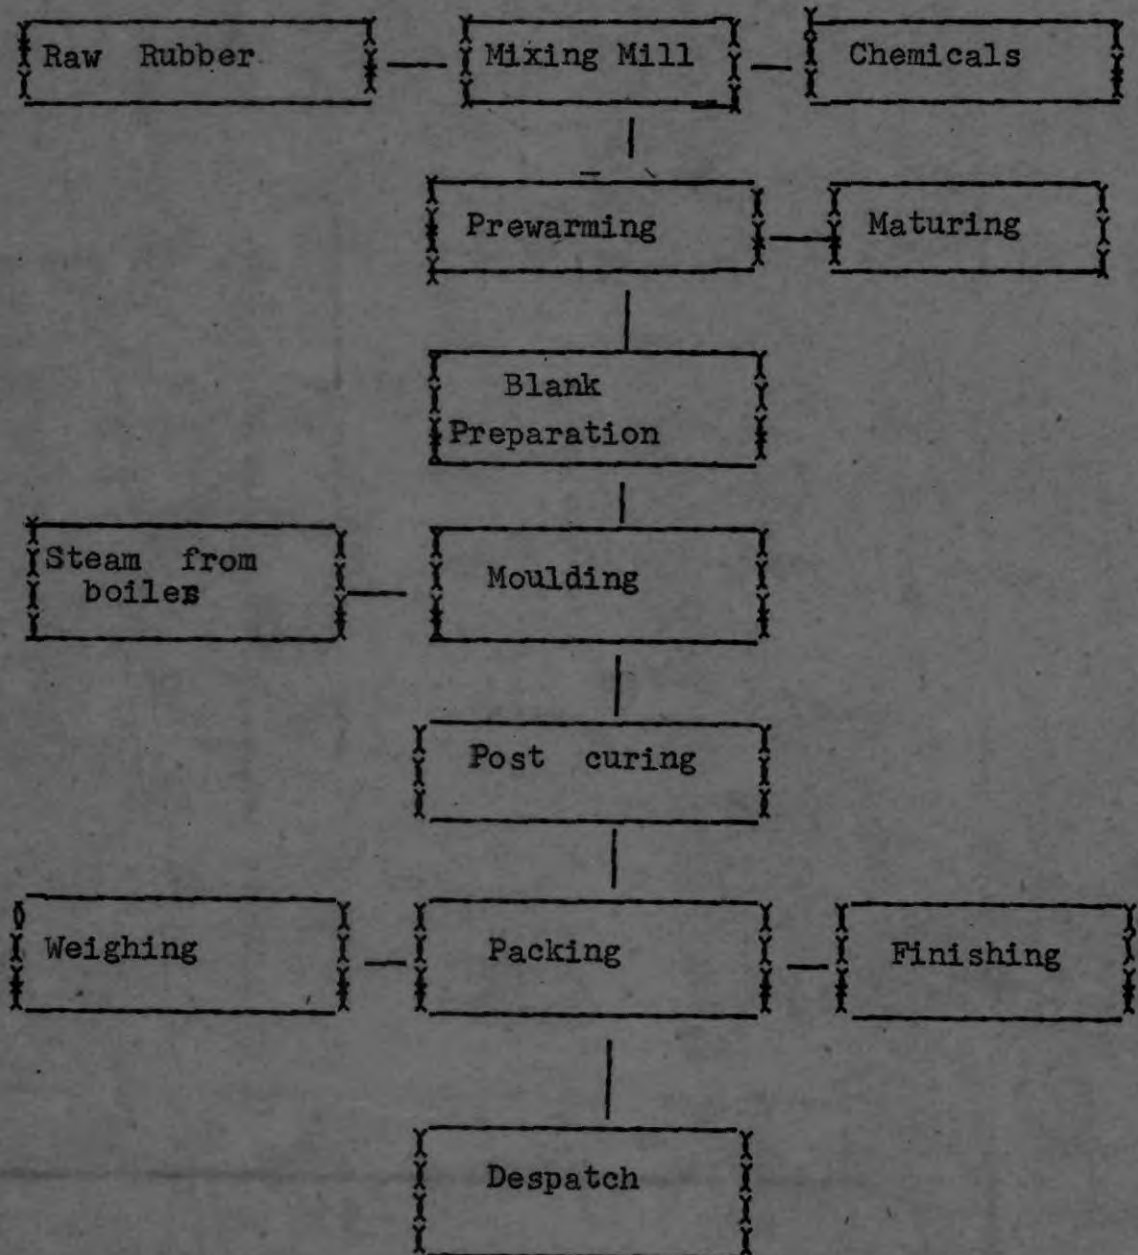 Raw Rubber
Mixing Mill
Chemicals
Prewarming
Maturing
Blank
Preparation
Steam from
boiles
Moulding
Post curing
Weighing
Packing
Finishing
Despatch